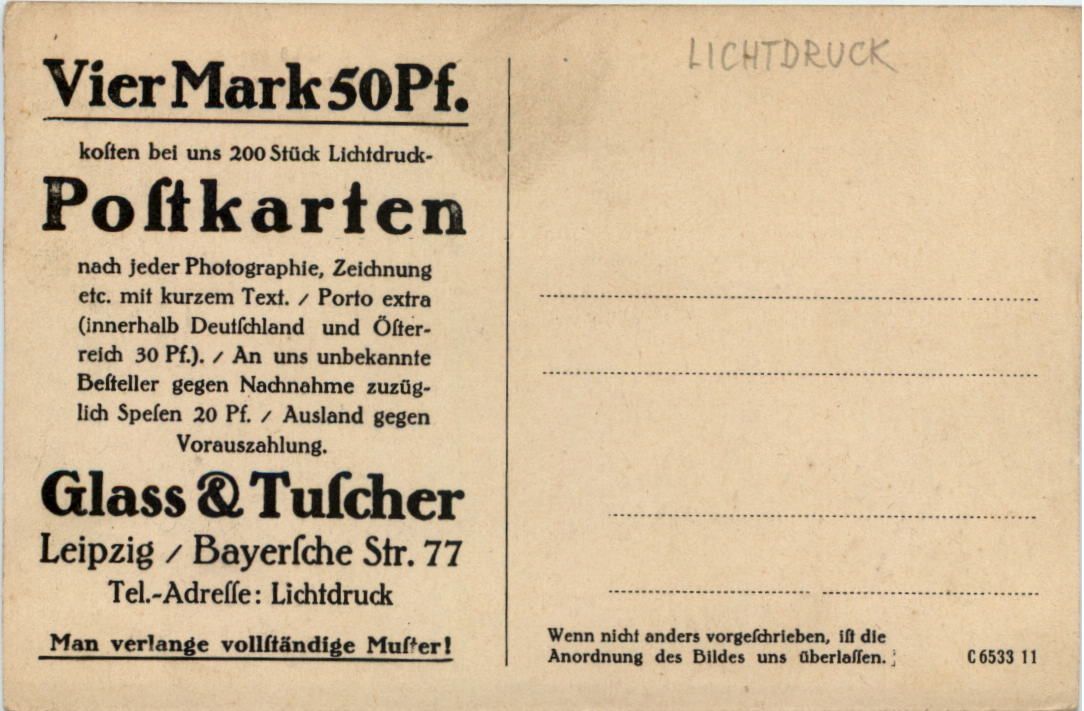 Vier Mark 50 Pf.
koſten bei uns 200 Stück Lichtdruck-
Poſtkarten
nach jeder Photographie, Zeichnung
etc. mit kurzem Text. / Porto extra
(innerhalb Deutſchland und Öſter-
reich 30 Pf.). / An uns unbekannte
Beſteller gegen Nachnahme zuzüg-
lich Speſen 20 Pf. / Ausland gegen
Vorauszahlung.
Glass & Tuſcher
Leipzig / Bayerſche Str. 77
Tel.-Adreſſe: Lichtdruck
Man verlange vollſtändige Muſter!
LICHTDRUCK
Wenn nicht anders vorgeſchrieben, iſt die
Anordnung des Bildes uns überlaſſen.
C 6533 11